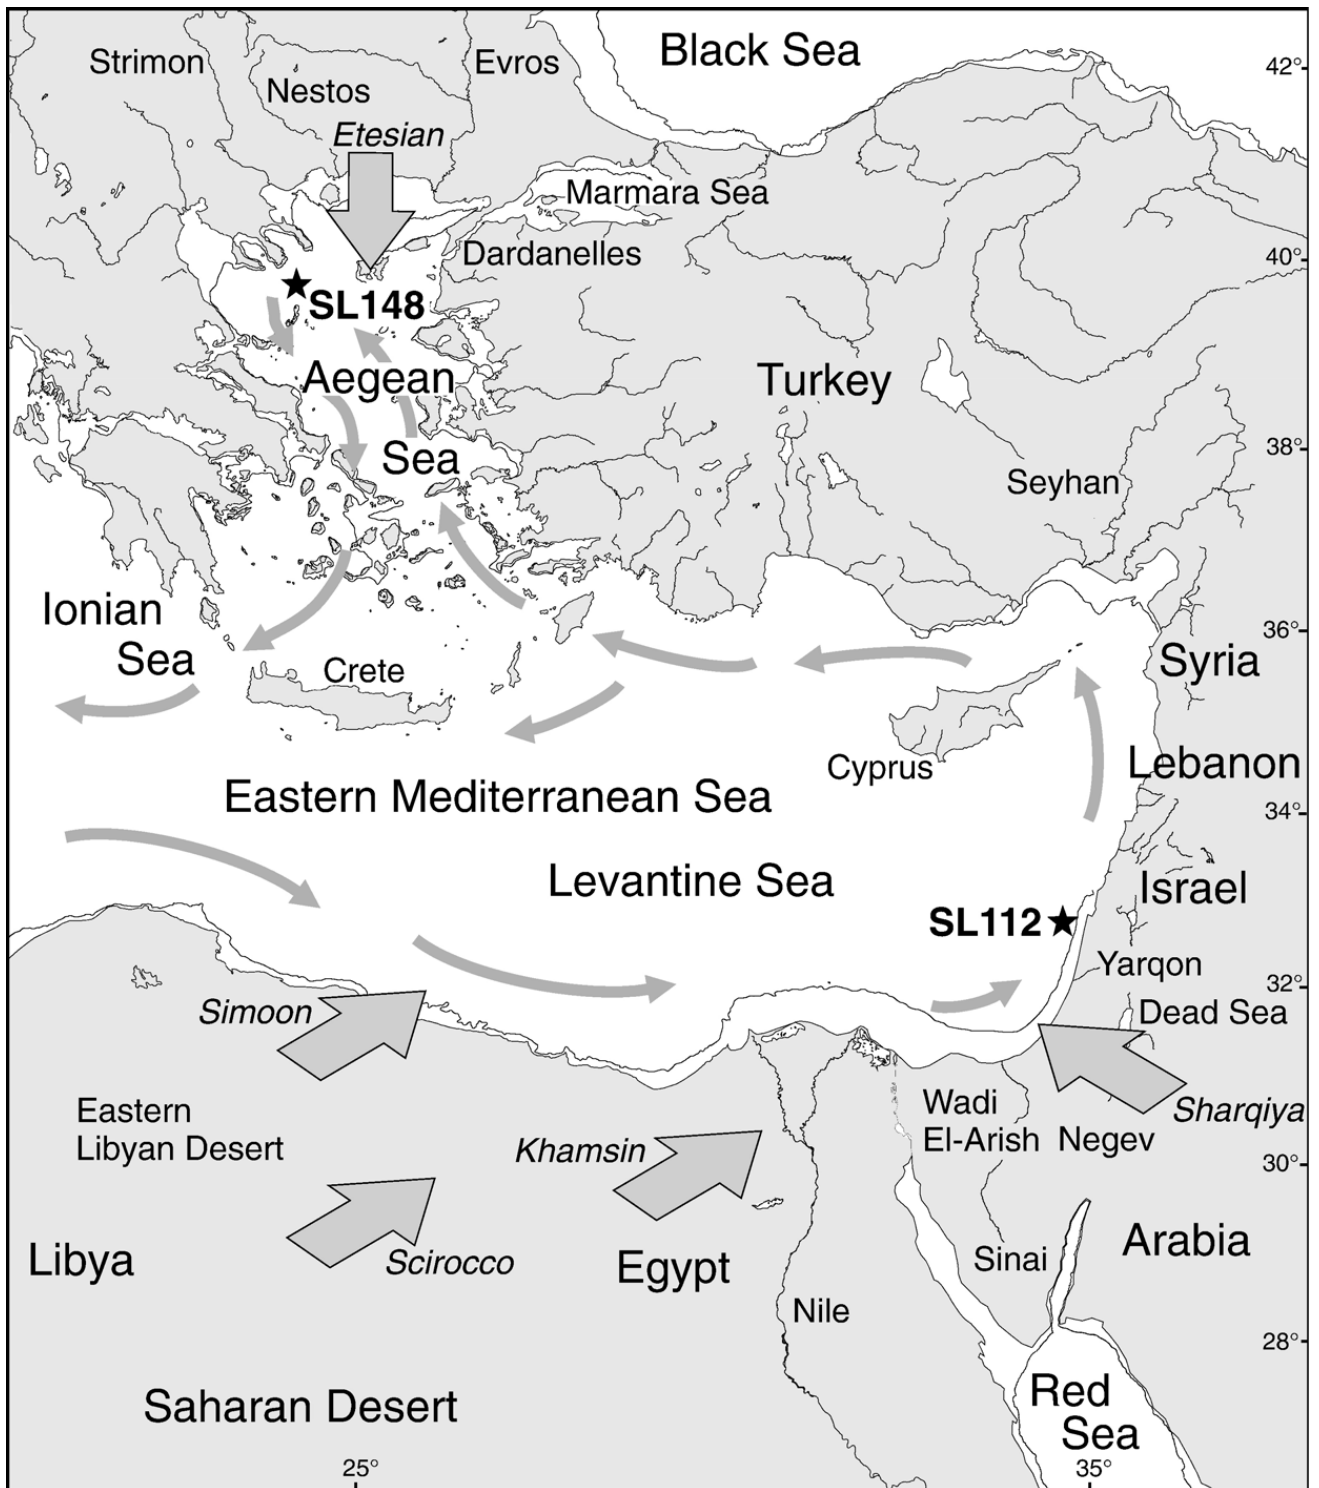 Black Sea
Strimon
Evros
42°
Nestos
Etesian
Marmara Sea
Dardanelles
40°
SL148
Aegean
Sea
Turkey
38°
Seyhan
Ionian
Sea
36°
Crete
Syria
Cyprus
Lebanon
Eastern Mediterranean Sea
34°
Levantine Sea
Israel
SL112
Yarqon
32°
Simoon
Dead Sea
Eastern
Libyan Desert
Wadi
El-Arish
Negev
Sharqiya
Khamsin
30°
Libya
Scirocco
Egypt
Sinai
Arabia
Nile
28°
Saharan Desert
Red
Sea
25°
35°